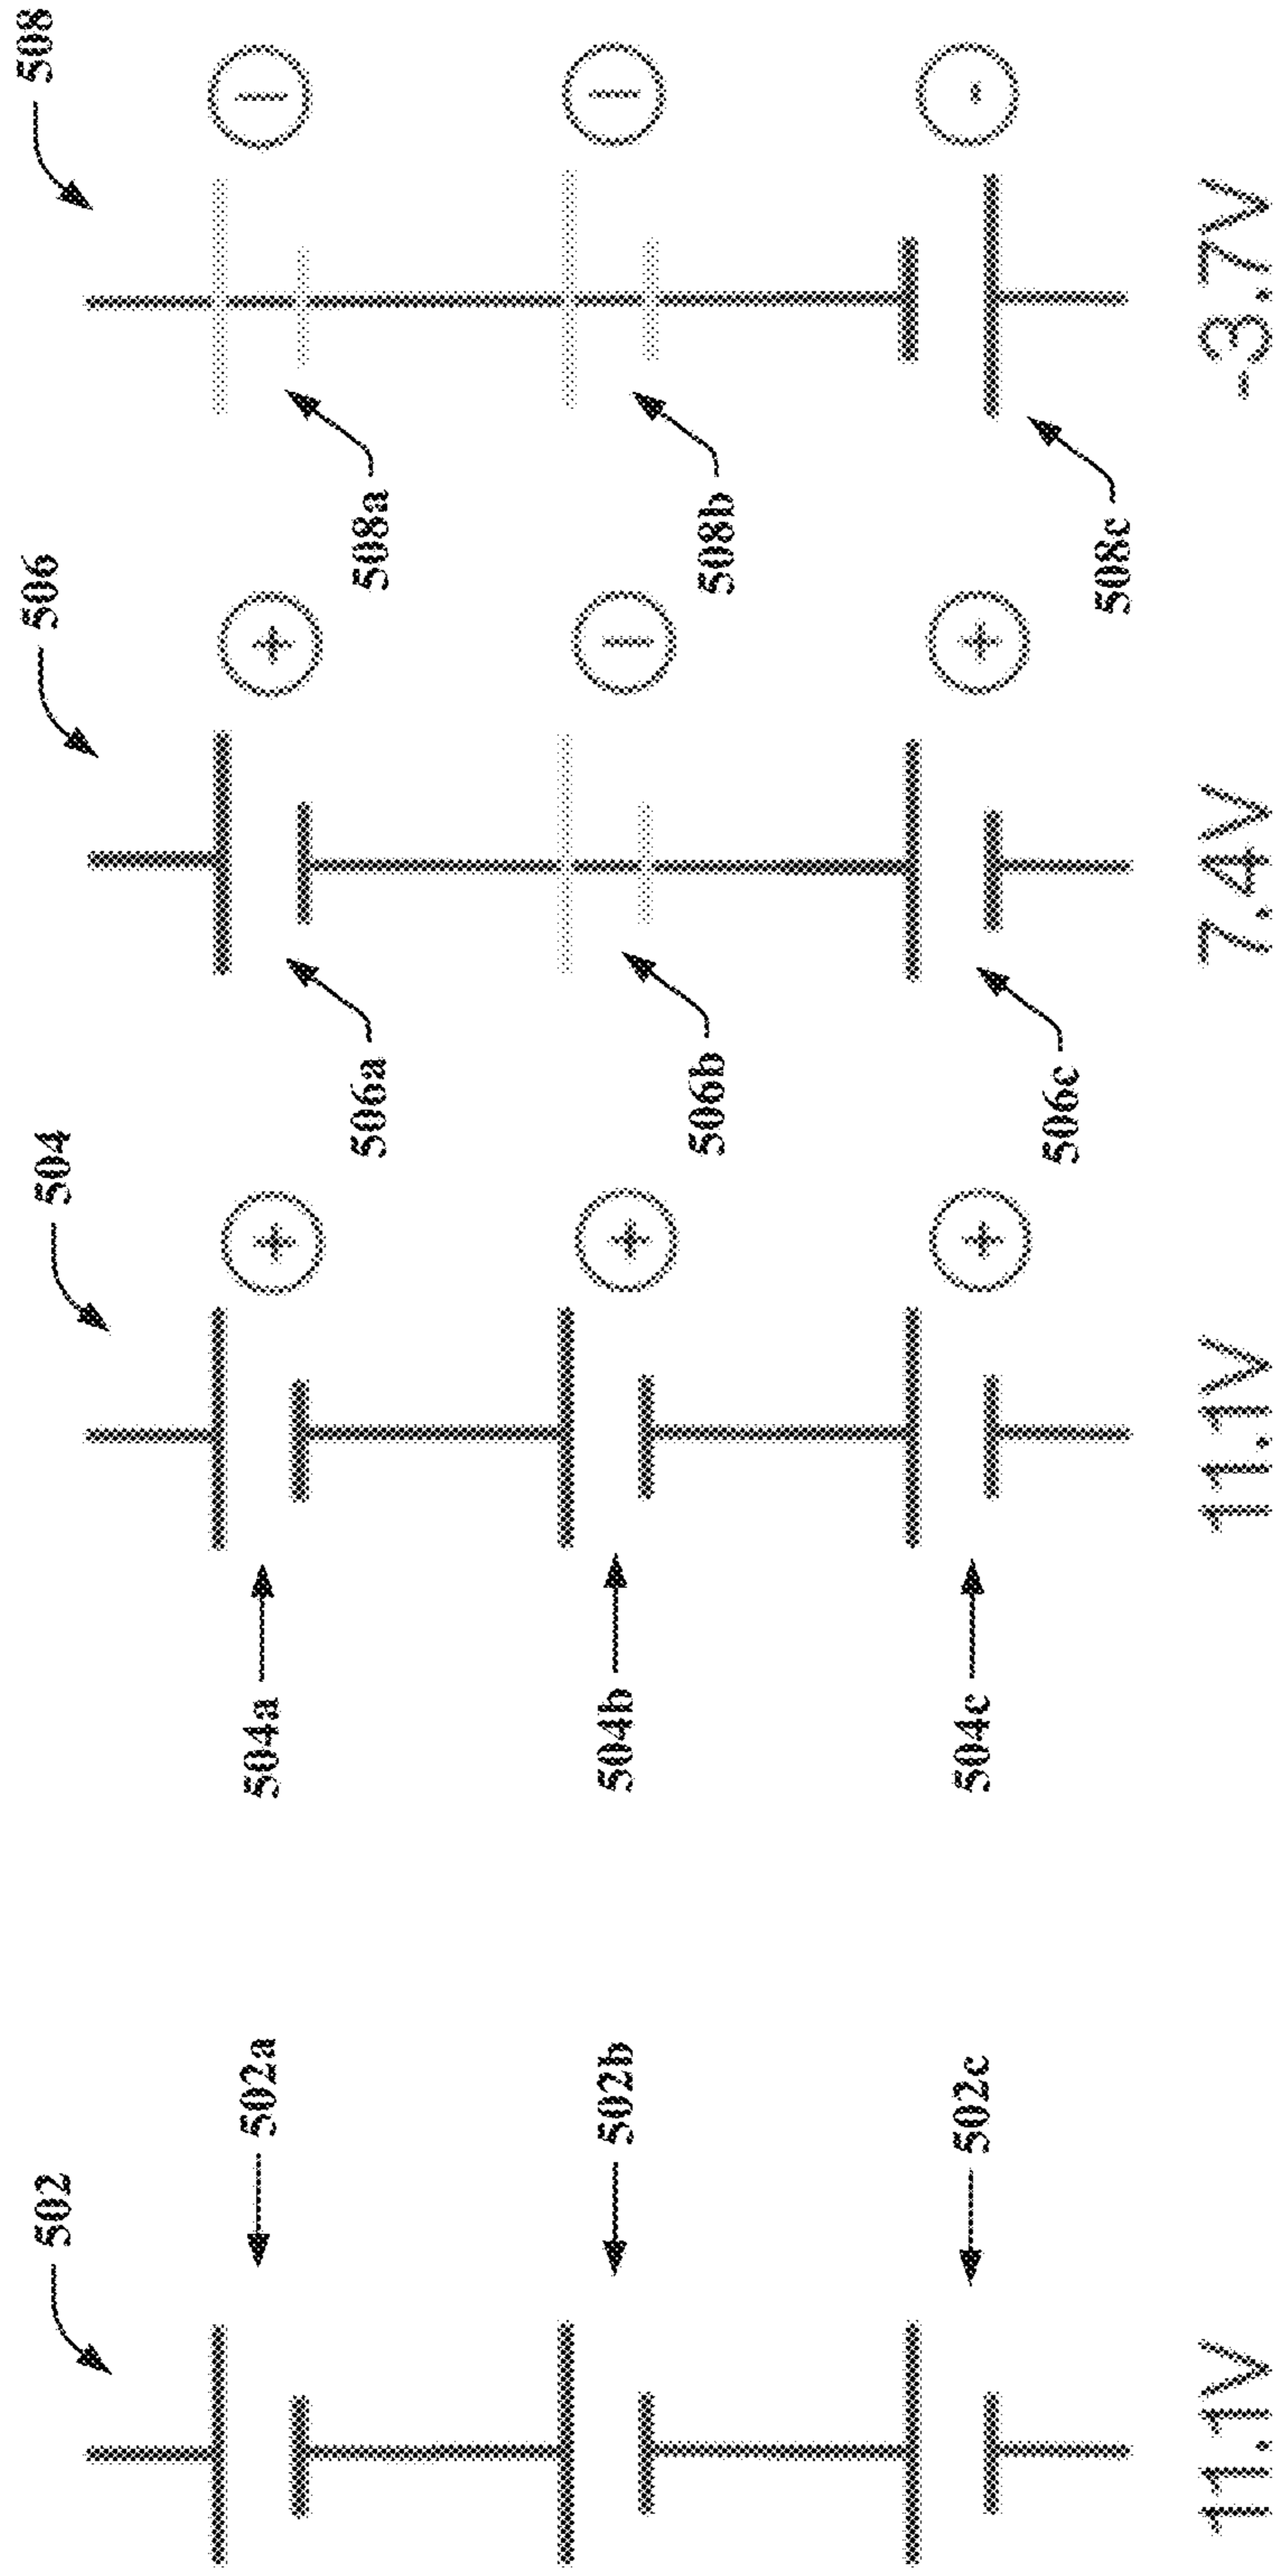 502
504
506
508
502a
504a
+
+
|
506a
508a
502b
504b
+
|
|
506b
508b
502c
504c
+
+
-
506c
508c
11.1V
11.1V
7.4V
-3.7V